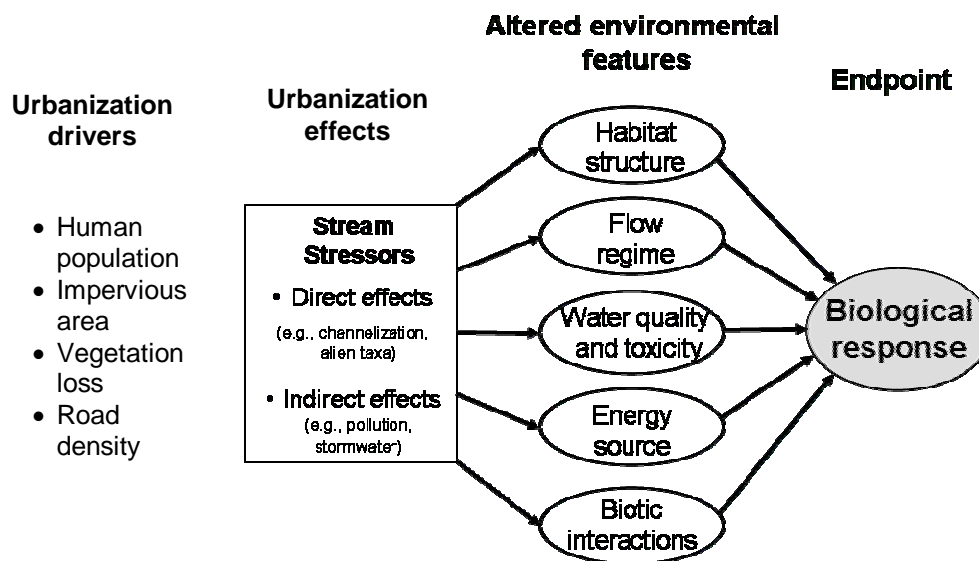 Urbanization
drivers
• Human
population
• Impervious
area
• Vegetation
loss
• Road
density
Urbanization
effects
Stream
Stressors
• Direct effects
(e.g., channelization,
alien taxa)
• Indirect effects
(e.g., pollution,
stormwater)
Altered environmental
features
Habitat
structure
Flow
regime
Water quality
and toxicity
Energy
source
Biotic
interactions
Endpoint
Biological
response